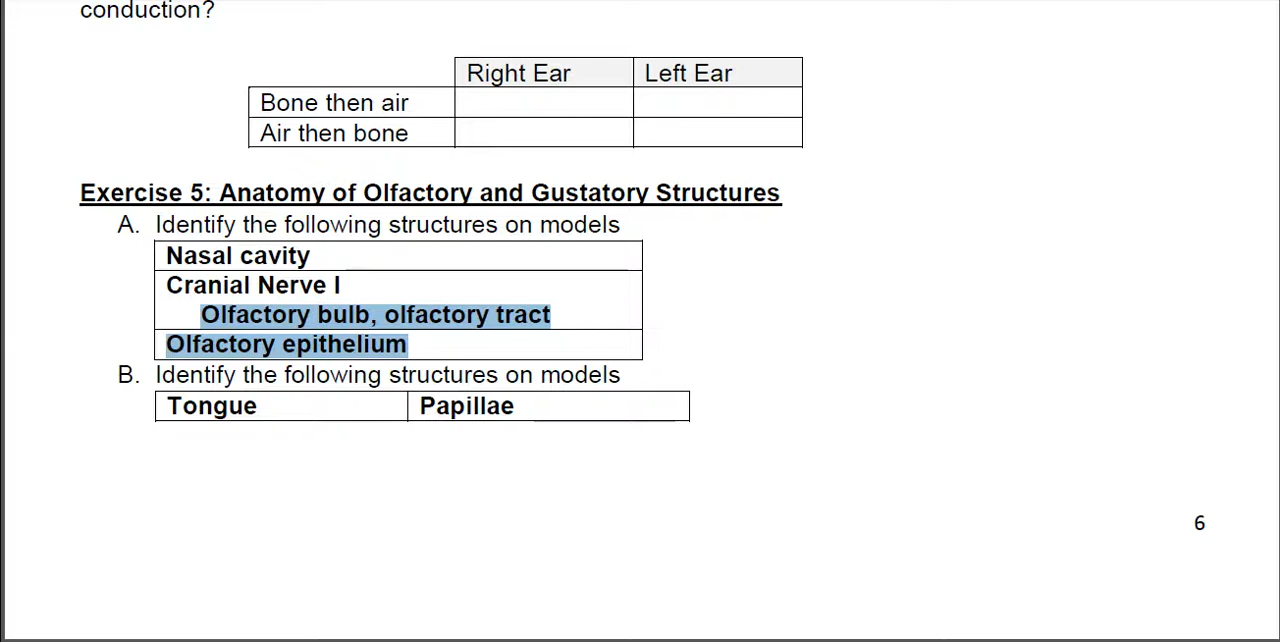 conduction?
Right Ear Left Ear
Bone then air
Air then bone
Exercise 5: Anatomy of Olfactory and Gustatory Structures
A. Identify the following structures on models
Nasal cavity
Cranial Nerve I
Olfactory bulb, olfactory tract
Olfactory epithelium
B. Identify the following structures on models
Tongue Papillae
6